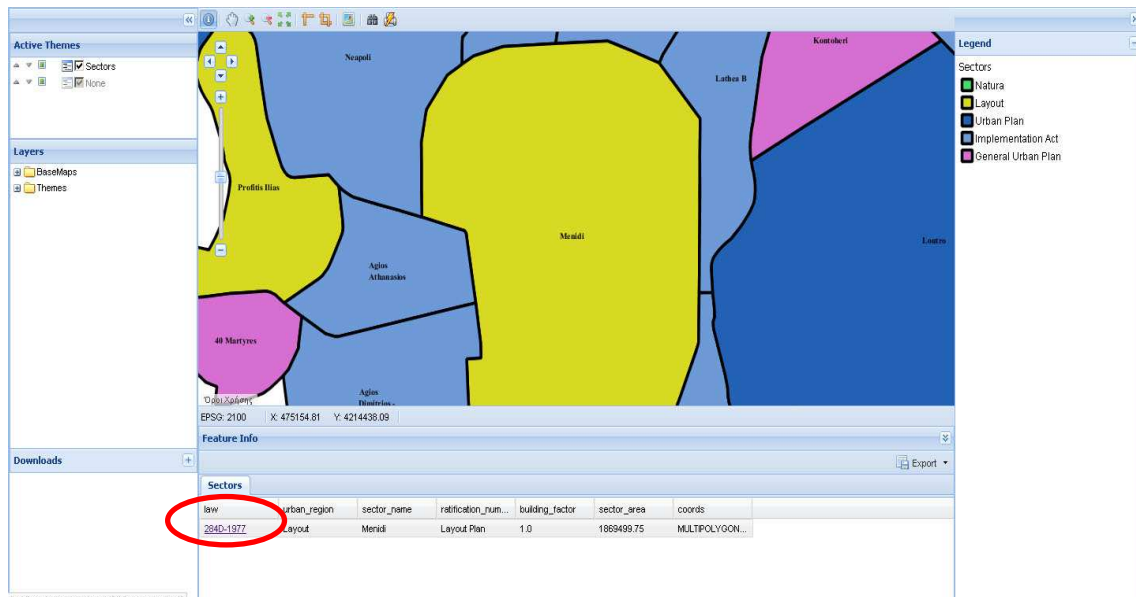 Active Themes
Sectors
None
Layers
BaseMaps
Themes
Downloads
Neapoli
Lathea B
Kontoheri
Profitis Ilias
Menidi
Loutro
Agios
Athanasios
40 Martyres
Agios
Dimitrios -
Όροι Χρήσης
EPSG: 2100 X: 475154.81 Y: 4214438.09
Feature Info
Export
Sectors
law urban_region sector_name ratification_num... building_factor sector_area coords
284D-1977 Layout Menidi Layout Plan 1.0 1869499.75 MULTIPOLYGON...
Legend
Sectors
Natura
Layout
Urban Plan
Implementation Act
General Urban Plan